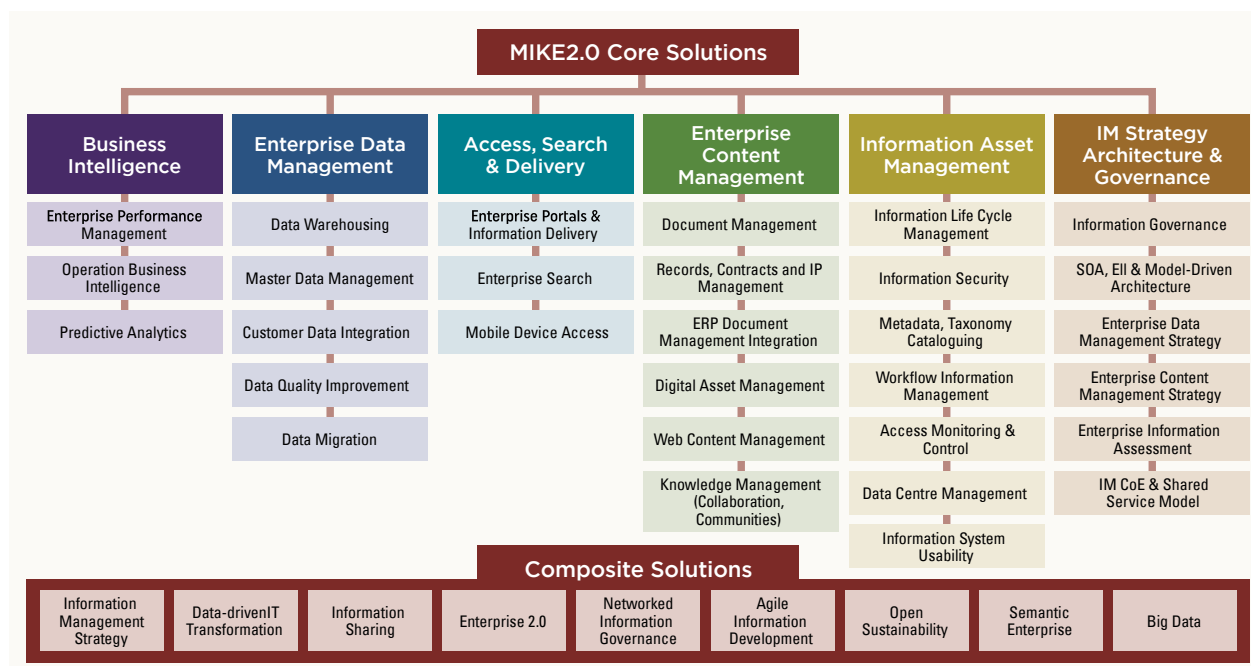 MIKE2.0 Core Solutions
Business
Intelligence
Enterprise Performance
Management
Operation Business
Intelligence
Predictive Analytics
Enterprise Data
Management
Data Warehousing
Master Data Management
Customer Data Integration
Data Quality Improvement
Data Migration
Access, Search
& Delivery
Enterprise Portals &
Information Delivery
Enterprise Search
Mobile Device Access
Enterprise
Content
Management
Document Management
Records, Contracts and IP
Management
ERP Document
Management Integration
Digital Asset Management
Web Content Management
Knowledge Management
(Collaboration,
Communities)
Information Asset
Management
Information Life Cycle
Management
Information Security
Metadata, Taxonomy
Cataloguing
Workflow Information
Management
Access Monitoring &
Control
Data Centre Management
Information System
Usability
IM Strategy
Architecture &
Governance
Information Governance
SOA, EII & Model-Driven
Architecture
Enterprise Data
Management Strategy
Enterprise Content
Management Strategy
Enterprise Information
Assessment
IM CoE & Shared
Service Model
Composite Solutions
Information
Management
Strategy
Data-drivenIT
Transformation
Information
Sharing
Enterprise 2.0
Networked
Information
Governance
Agile
Information
Development
Open
Sustainability
Semantic
Enterprise
Big Data